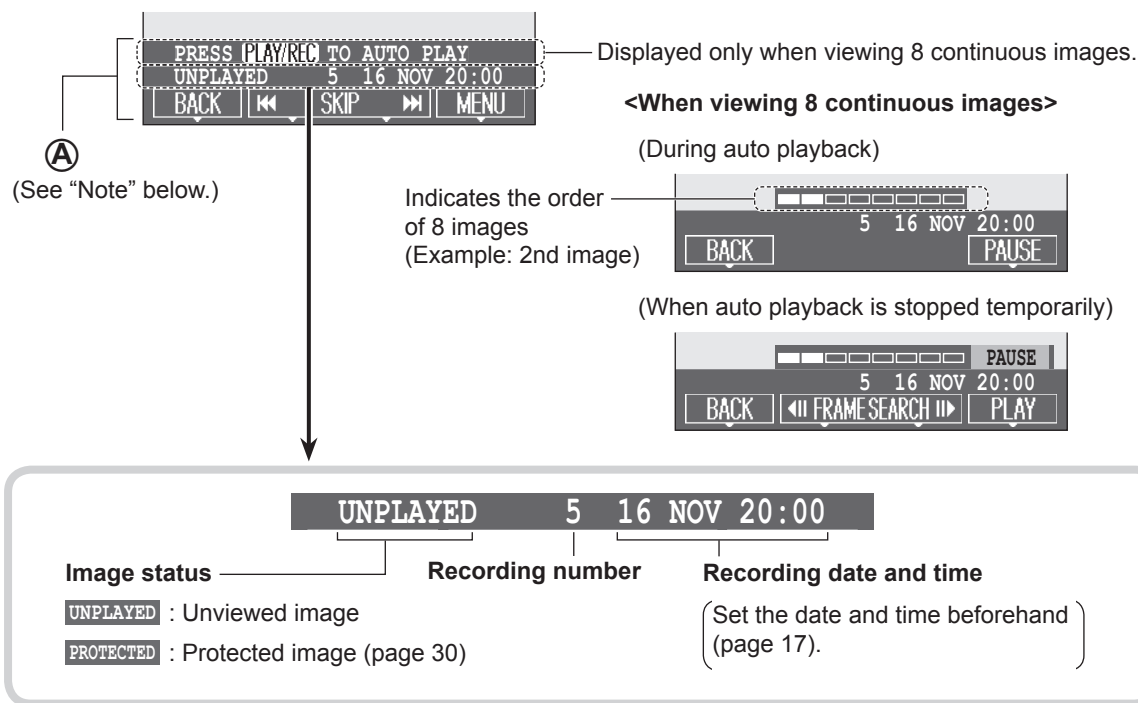 PRESS PLAY/REC TO AUTO PLAY
UNPLAYED 5 16 NOV 20:00
BACK SKIP MENU
Displayed only when viewing 8 continuous images.
A
(See “Note” below.)
<When viewing 8 continuous images>
(During auto playback)
Indicates the order
of 8 images
(Example: 2nd image)
5 16 NOV 20:00
BACK PAUSE
(When auto playback is stopped temporarily)
PAUSE
5 16 NOV 20:00
BACK FRAME SEARCH PLAY
UNPLAYED 5 16 NOV 20:00
Image status
UNPLAYED : Unviewed image
PROTECTED : Protected image (page 30)
Recording number
Recording date and time
Set the date and time beforehand
(page 17).